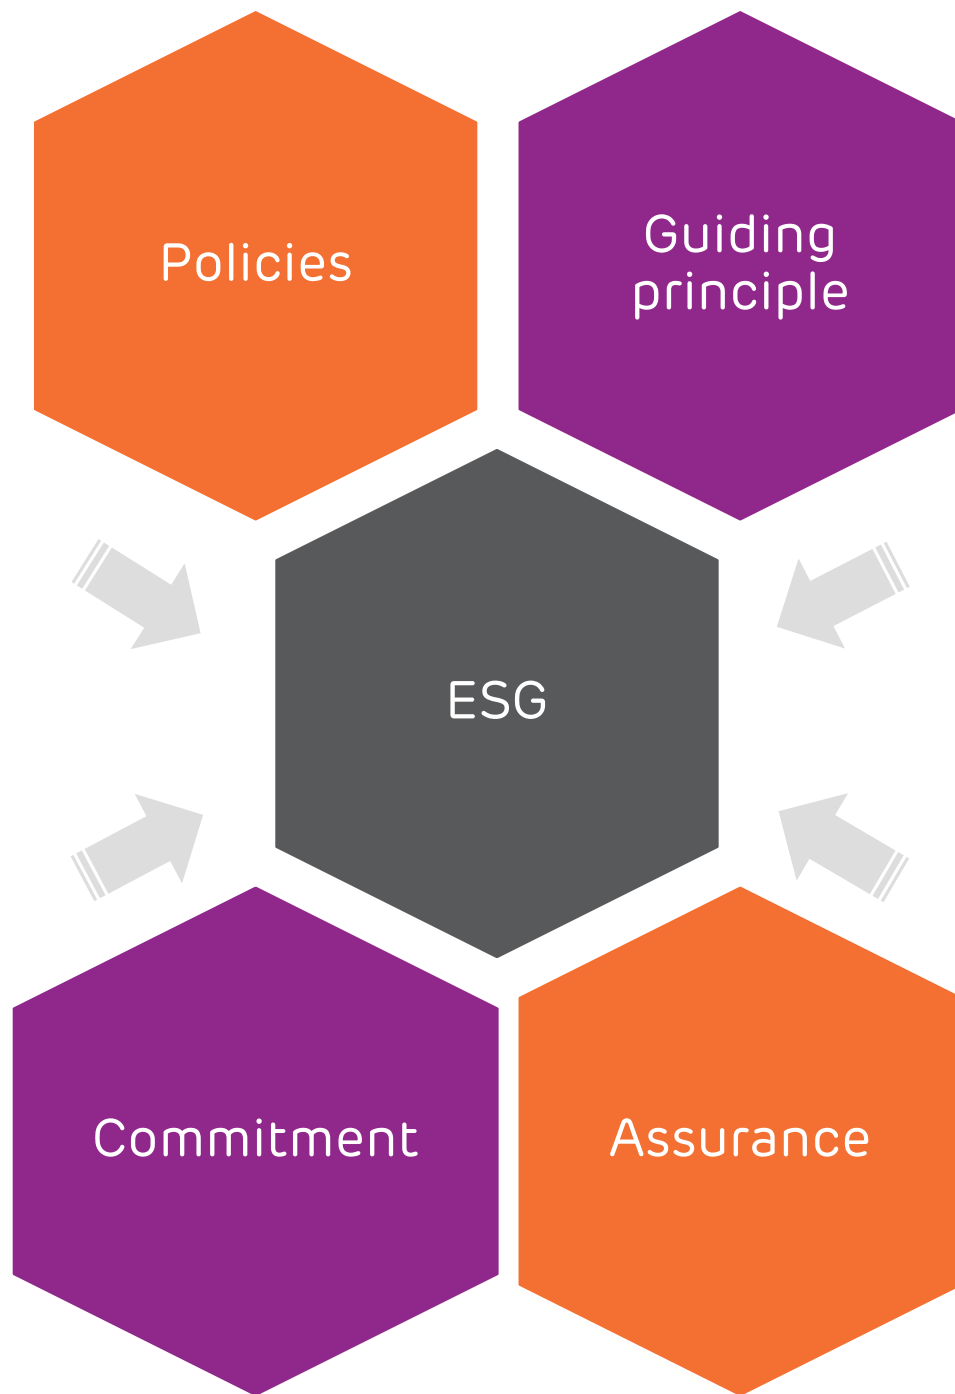 Policies
Guiding
principle
ESG
Commitment
Assurance